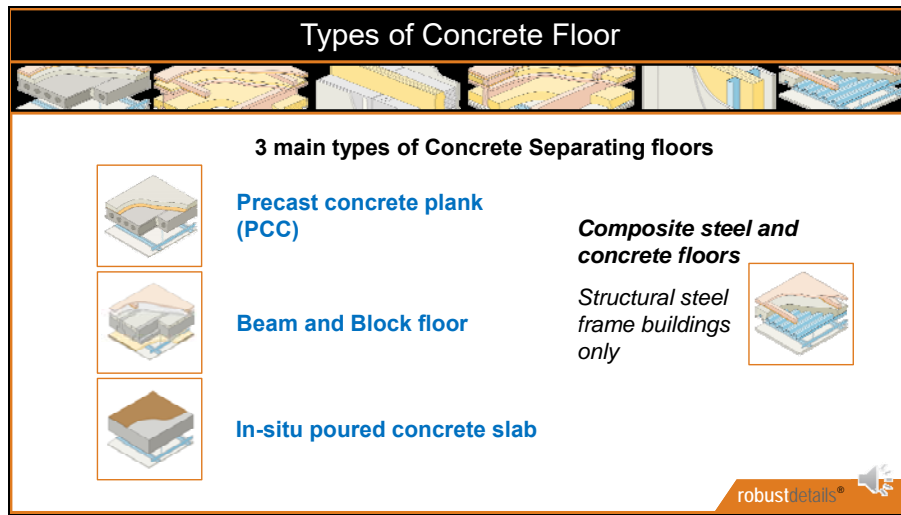 Types of Concrete Floor
3 main types of Concrete Separating floors
Precast concrete plank
(PCC)
Beam and Block floor
In-situ poured concrete slab
Composite steel and
concrete floors
Structural steel
frame buildings
only
robustdetails®